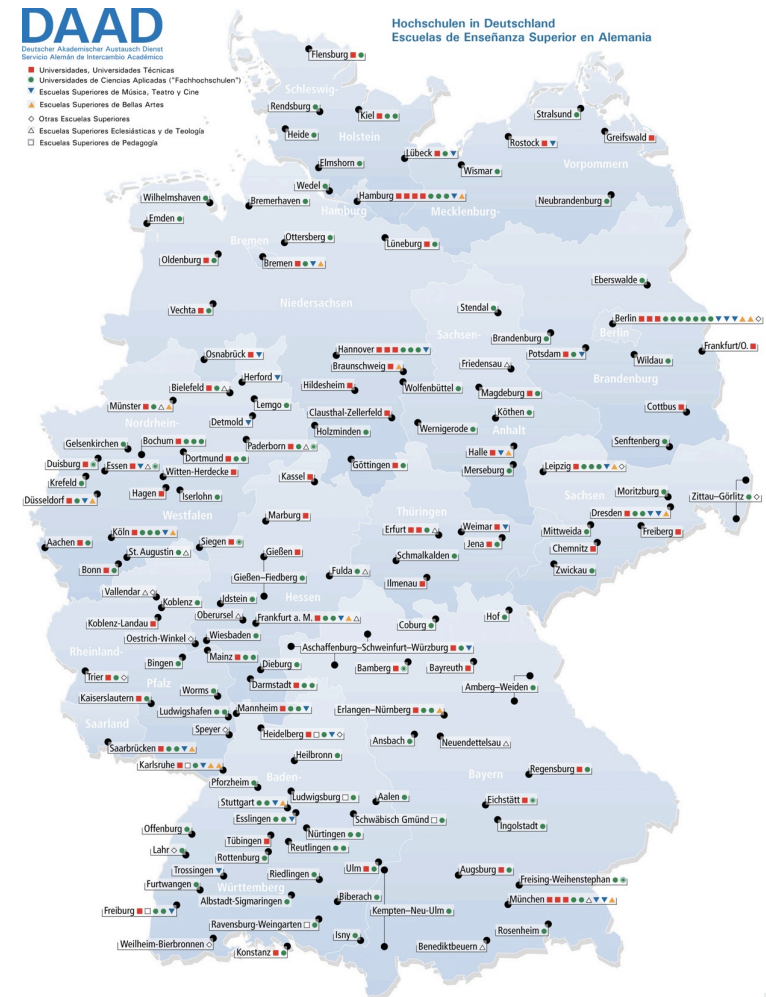 DAAD
Deutscher Akademischer Austausch Dienst
Servicio Alemán de Intercambio Académico
Hochschulen in Deutschland
Escuelas de Enseñanza Superior en Alemania
Universidades, Universidades Técnicas
Universidades de Ciencias Aplicadas ("Fachhochschulen")
Escuelas Superiores de Música, Teatro y Cine
Escuelas Superiores de Bellas Artes
Otras Escuelas Superiores
Escuelas Superiores Eclesiásticas y de Teología
Escuelas Superiores de Pedagogía
Flensburg
Schleswig-
Rendsburg
Kiel
Stralsund
Heide
Holstein
Greifswald
Rostock
Lübeck
Elmshorn
Wismar
Vorpommern
Wedel
Wilhelmshaven
Bremerhaven
Hamburg
Neubrandenburg
Hamburg
Mecklenburg-
Emden
Ottersberg
Lüneburg
Bremen
Oldenburg
Bremen
Eberswalde
Vechta
Niedersachsen
Stendal
Berlin
Sachsen-
Brandenburg
Berlin
Hannover
Potsdam
Frankfurt/O.
Osnabrück
Braunschweig
Friedensau
Wildau
Herford
Brandenburg
Bielefeld
Hildesheim
Wolfenbüttel
Magdeburg
Münster
Lemgo
Clausthal-Zellerfeld
Köthen
Cottbus
Nordrhein-
Detmold
Holzminden
Wernigerode
Anhalt
Gelsenkirchen
Bochum
Paderborn
Senftenberg
Dortmund
Halle
Duisburg
Essen
Witten-Herdecke
Göttingen
Merseburg
Leipzig
Krefeld
Kassel
Moritzburg
Düsseldorf
Hagen
Iserlohn
Sachsen
Zittau–Görlitz
Westfalen
Marburg
Thüringen
Dresden
Köln
Erfurt
Weimar
Mittweida
Freiberg
Aachen
Siegen
Jena
Chemnitz
St. Augustin
Gießen
Schmalkalden
Bonn
Gießen–Fiedberg
Fulda
Ilmenau
Zwickau
Vallendar
Hessen
Koblenz
Idstein
Koblenz-Landau
Oberursel
Frankfurt a. M.
Coburg
Hof
Oestrich-Winkel
Wiesbaden
Aschaffenburg–Schweinfurt–Würzburg
Rheinland-
Bingen
Mainz
Dieburg
Bamberg
Bayreuth
Trier
Pfalz
Darmstadt
Amberg–Weiden
Kaiserslautern
Worms
Ludwigshafen
Mannheim
Erlangen–Nürnberg
Saarland
Speyer
Heidelberg
Ansbach
Neuendettelsau
Saarbrücken
Heilbronn
Karlsruhe
Regensburg
Baden-
Bayern
Pforzheim
Ludwigsburg
Aalen
Stuttgart
Eichstätt
Esslingen
Schwäbisch Gmünd
Ingolstadt
Offenburg
Nürtingen
Tübingen
Reutlingen
Lahr
Rottenburg
Trossingen
Riedlingen
Ulm
Augsburg
Furtwangen
Württemberg
Freising-Weihenstephan
Albstadt-Sigmaringen
Biberach
München
Freiburg
Kempten–Neu-Ulm
Ravensburg-Weingarten
Rosenheim
Weilheim-Bierbronnen
Isny
Benediktbeuern
Konstanz